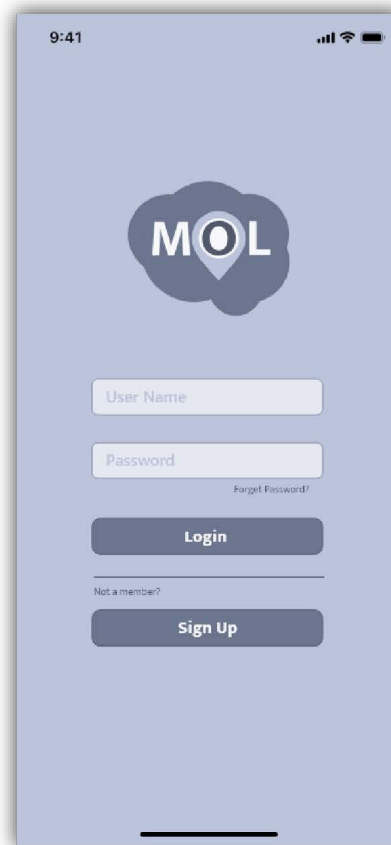 9:41
MOL
User Name
Password
Forget Password?
Login
Not a member?
Sign Up